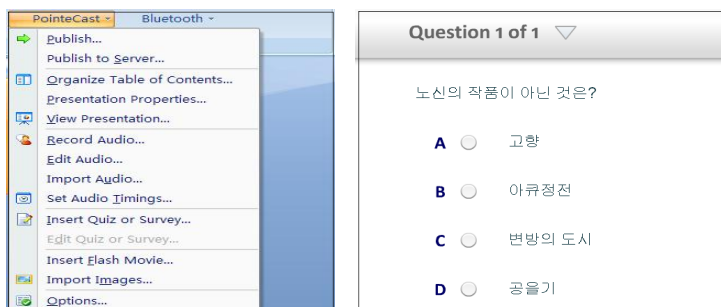 PointeCast
Bluetooth
Publish...
Publish to Server...
Organize Table of Contents...
Presentation Properties...
View Presentation...
Record Audio...
Edit Audio...
Import Audio...
Set Audio Timings...
Insert Quiz or Survey...
Edit Quiz or Survey...
Insert Flash Movie...
Import Images...
Options...
Question 1 of 1
노신의 작품이 아닌 것은?
A 고향
B 아큐정전
C 변방의 도시
D 공을기